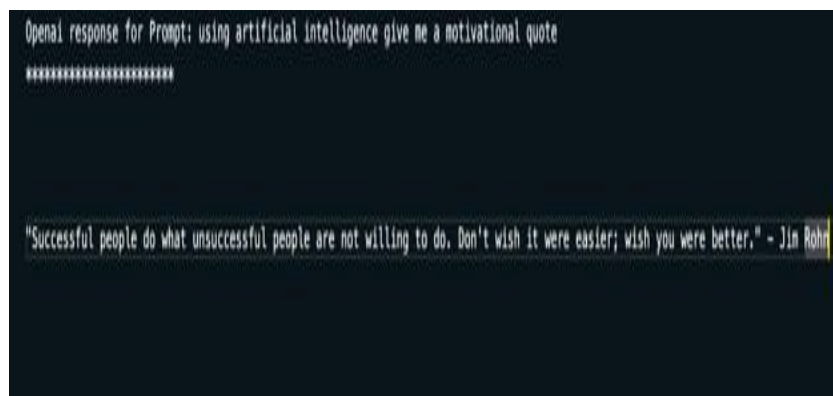 Openai response for Prompt: using artificial intelligence give me a motivational quote
************************
"Successful people do what unsuccessful people are not willing to do. Don't wish it were easier; wish you were better." – Jim Rohn